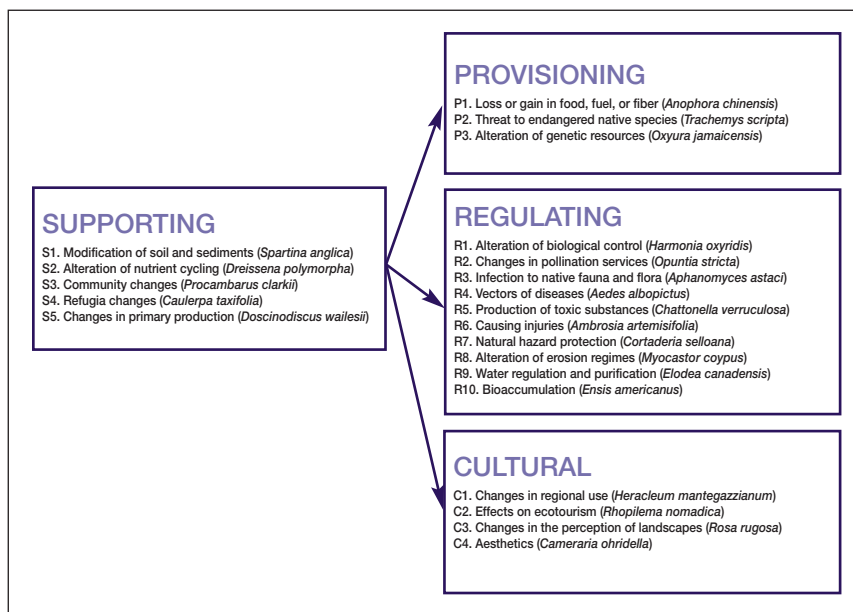 PROVISIONING
P1. Loss or gain in food, fuel, or fiber (Anophora chinensis)
P2. Threat to endangered native species (Trachemys scripta)
P3. Alteration of genetic resources (Oxyura jamaicensis)
SUPPORTING
S1. Modification of soil and sediments (Spartina anglica)
S2. Alteration of nutrient cycling (Dreissena polymorpha)
S3. Community changes (Procambarus clarkii)
S4. Refugia changes (Caulerpa taxifolia)
S5. Changes in primary production (Doscinodiscus wailesii)
REGULATING
R1. Alteration of biological control (Harmonia oxyridis)
R2. Changes in pollination services (Opuntia stricta)
R3. Infection to native fauna and flora (Aphanomyces astaci)
R4. Vectors of diseases (Aedes albopictus)
R5. Production of toxic substances (Chattonella verruculosa)
R6. Causing injuries (Ambrosia artemisifolia)
R7. Natural hazard protection (Cortaderia selloana)
R8. Alteration of erosion regimes (Myocastor coypus)
R9. Water regulation and purification (Elodea canadensis)
R10. Bioaccumulation (Ensis americanus)
CULTURAL
C1. Changes in regional use (Heracleum mantegazzianum)
C2. Effects on ecotourism (Rhopilema nomadica)
C3. Changes in the perception of landscapes (Rosa rugosa)
C4. Aesthetics (Cameraria ohridella)